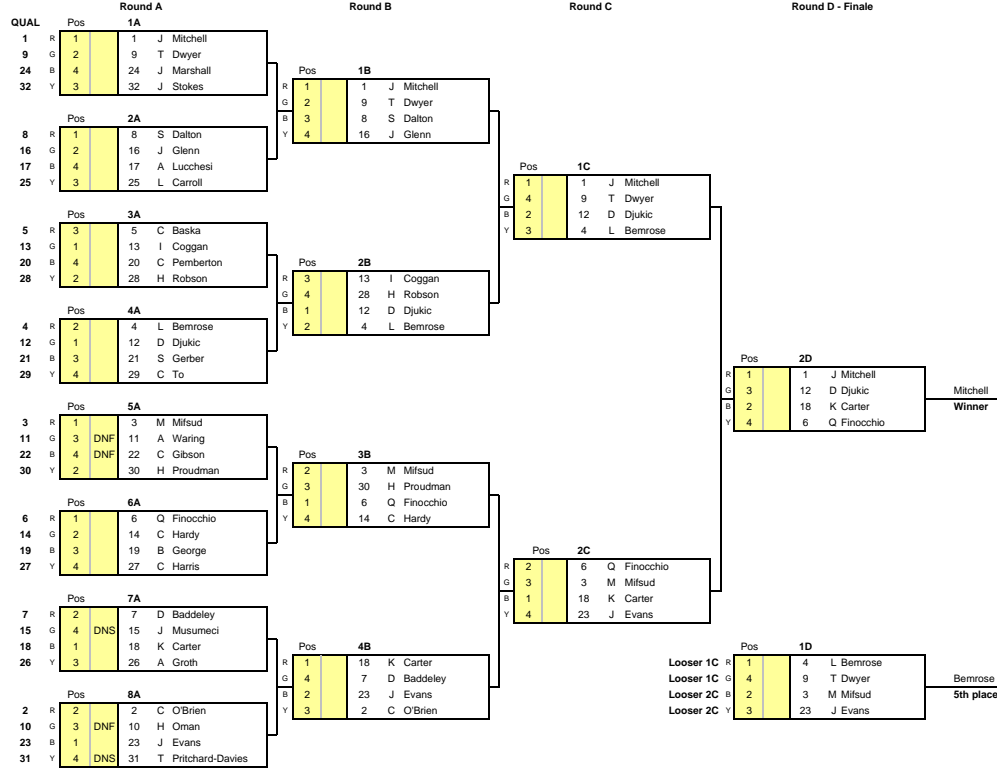 Round A Round B Round C Round D - Finale
QUAL Pos 1A
1 R 1 1 J Mitchell
9 G 2 9 T Dwyer
24 B 4 24 J Marshall
32 Y 3 32 J Stokes
Pos 2A
8 R 1 8 S Dalton
16 G 2 16 J Glenn
17 B 4 17 A Lucchesi
25 Y 3 25 L Carroll
Pos 3A
5 R 3 5 C Baska
13 G 1 13 I Coggan
20 B 4 20 C Pemberton
28 Y 2 28 H Robson
Pos 4A
4 R 2 4 L Bemrose
12 G 1 12 D Djukic
21 B 3 21 S Gerber
29 Y 4 29 C To
Pos 5A
3 R 1 3 M Mifsud
11 G 3 DNF 11 A Waring
22 B 4 DNF 22 C Gibson
30 Y 2 30 H Proudman
Pos 6A
6 R 1 6 Q Finocchio
14 G 2 14 C Hardy
19 B 3 19 B George
27 Y 4 27 C Harris
Pos 7A
7 R 2 7 D Baddeley
15 G 4 DNS 15 J Musumeci
18 B 1 18 K Carter
26 Y 3 26 A Groth
Pos 8A
2 R 2 2 C O'Brien
10 G 3 DNF 10 H Oman
23 B 1 23 J Evans
31 Y 4 DNS 31 T Pritchard-Davies
Pos 1B
R 1 1 J Mitchell
G 2 9 T Dwyer
B 3 8 S Dalton
Y 4 16 J Glenn
Pos 2B
R 3 13 I Coggan
G 4 28 H Robson
B 1 12 D Djukic
Y 2 4 L Bemrose
Pos 3B
R 2 3 M Mifsud
G 3 30 H Proudman
B 1 6 Q Finocchio
Y 4 14 C Hardy
Pos 4B
R 1 18 K Carter
G 4 7 D Baddeley
B 2 23 J Evans
Y 3 2 C O'Brien
Pos 1C
R 1 1 J Mitchell
G 4 9 T Dwyer
B 2 12 D Djukic
Y 3 4 L Bemrose
Pos 2C
R 2 6 Q Finocchio
G 3 3 M Mifsud
B 1 18 K Carter
Y 4 23 J Evans
Pos 2D
R 1 1 J Mitchell
G 3 12 D Djukic
B 2 18 K Carter
Y 4 6 Q Finocchio
Mitchell
Winner
Pos 1D
Looser 1C R 1 4 L Bemrose
Looser 1C G 4 9 T Dwyer
Looser 2C B 2 3 M Mifsud
Looser 2C Y 3 23 J Evans
Bemrose
5th place